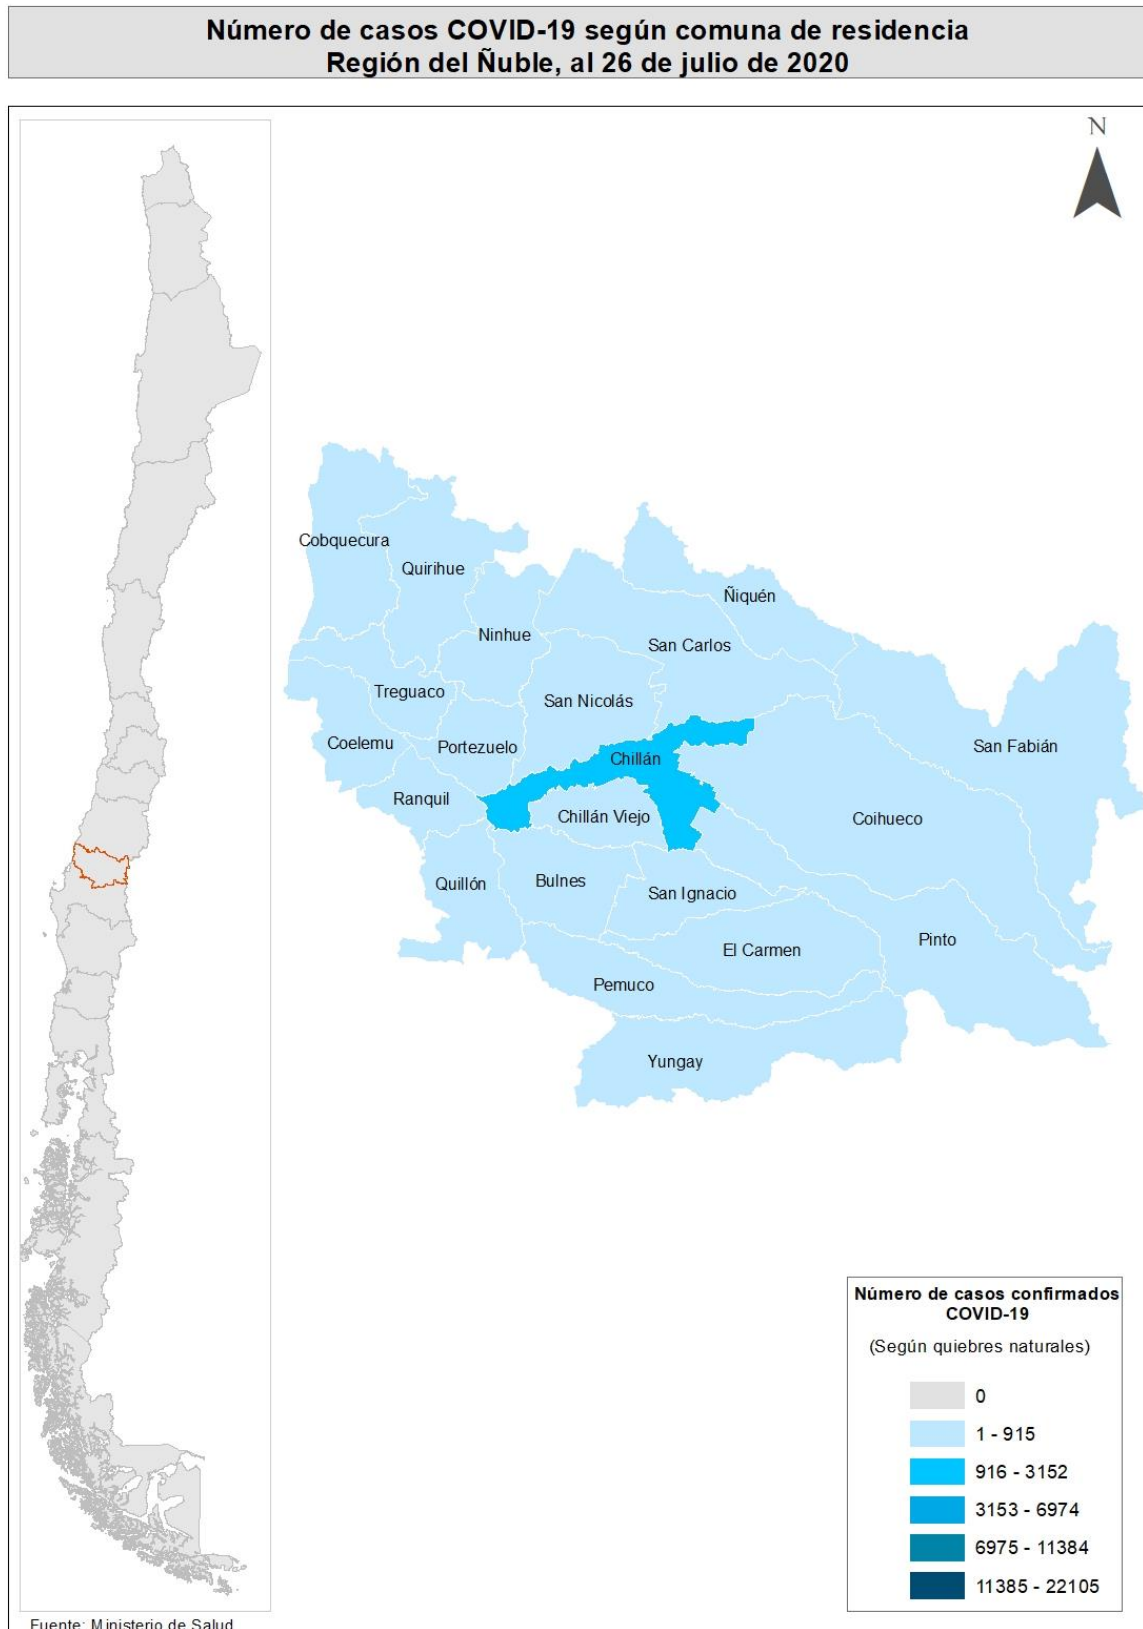 Número de casos COVID-19 según comuna de residencia
Región del Ñuble, al 26 de julio de 2020
N
Cobquecura
Quirihue
Ñiquén
Ninhue
San Carlos
Treguaco
San Nicolás
Coelemu
Portezuelo
Chillán
San Fabián
Ranquil
Chillán Viejo
Coihueco
Quillón
Bulnes
San Ignacio
Pinto
El Carmen
Pemuco
Yungay
Número de casos confirmados
COVID-19
(Según quiebres naturales)
0
1 - 915
916 - 3152
3153 - 6974
6975 - 11384
11385 - 22105
Fuente: Ministerio de Salud